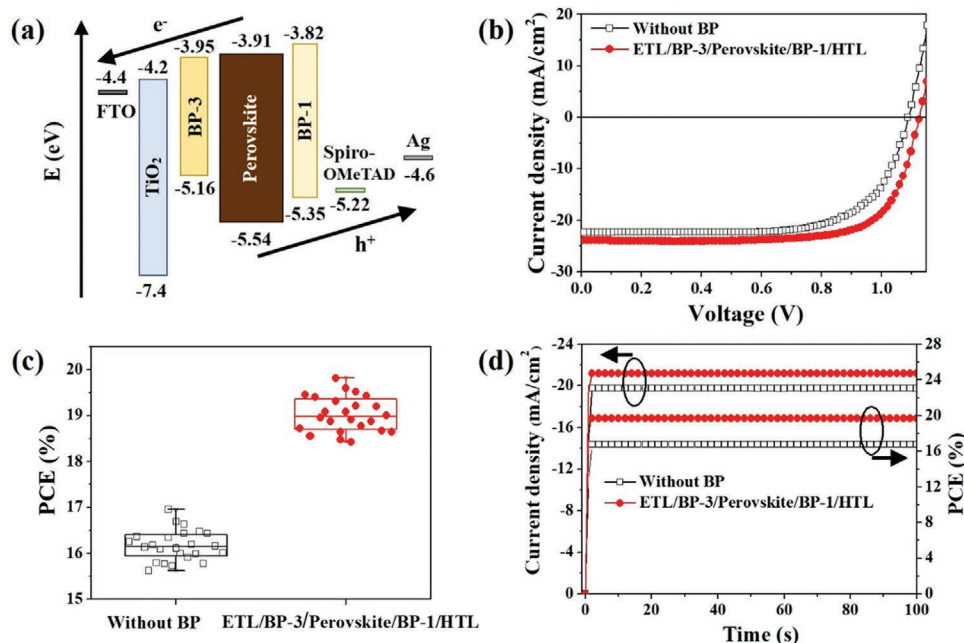 (a)
e-
E (eV)
-4.4
FTO
-4.2
TiO2
-7.4
-3.95
BP-3
-5.16
-3.91
Perovskite
-5.54
-3.82
BP-1
-5.35
Spiro-
OMeTAD
-5.22
Ag
-4.6
h+
(b)
Current density (mA/cm2)
20
10
0
-10
-20
-30
Without BP
ETL/BP-3/Perovskite/BP-1/HTL
0.0 0.2 0.4 0.6 0.8 1.0
Voltage (V)
(c)
PCE (%)
20
19
18
17
16
15
Without BP
ETL/BP-3/Perovskite/BP-1/HTL
(d)
Current density (mA/cm2)
-24
-20
-16
-12
-8
-4
0
Without BP
ETL/BP-3/Perovskite/BP-1/HTL
28
24
20
16
12
8
4
0
PCE (%)
0 20 40 60 80 100
Time (s)